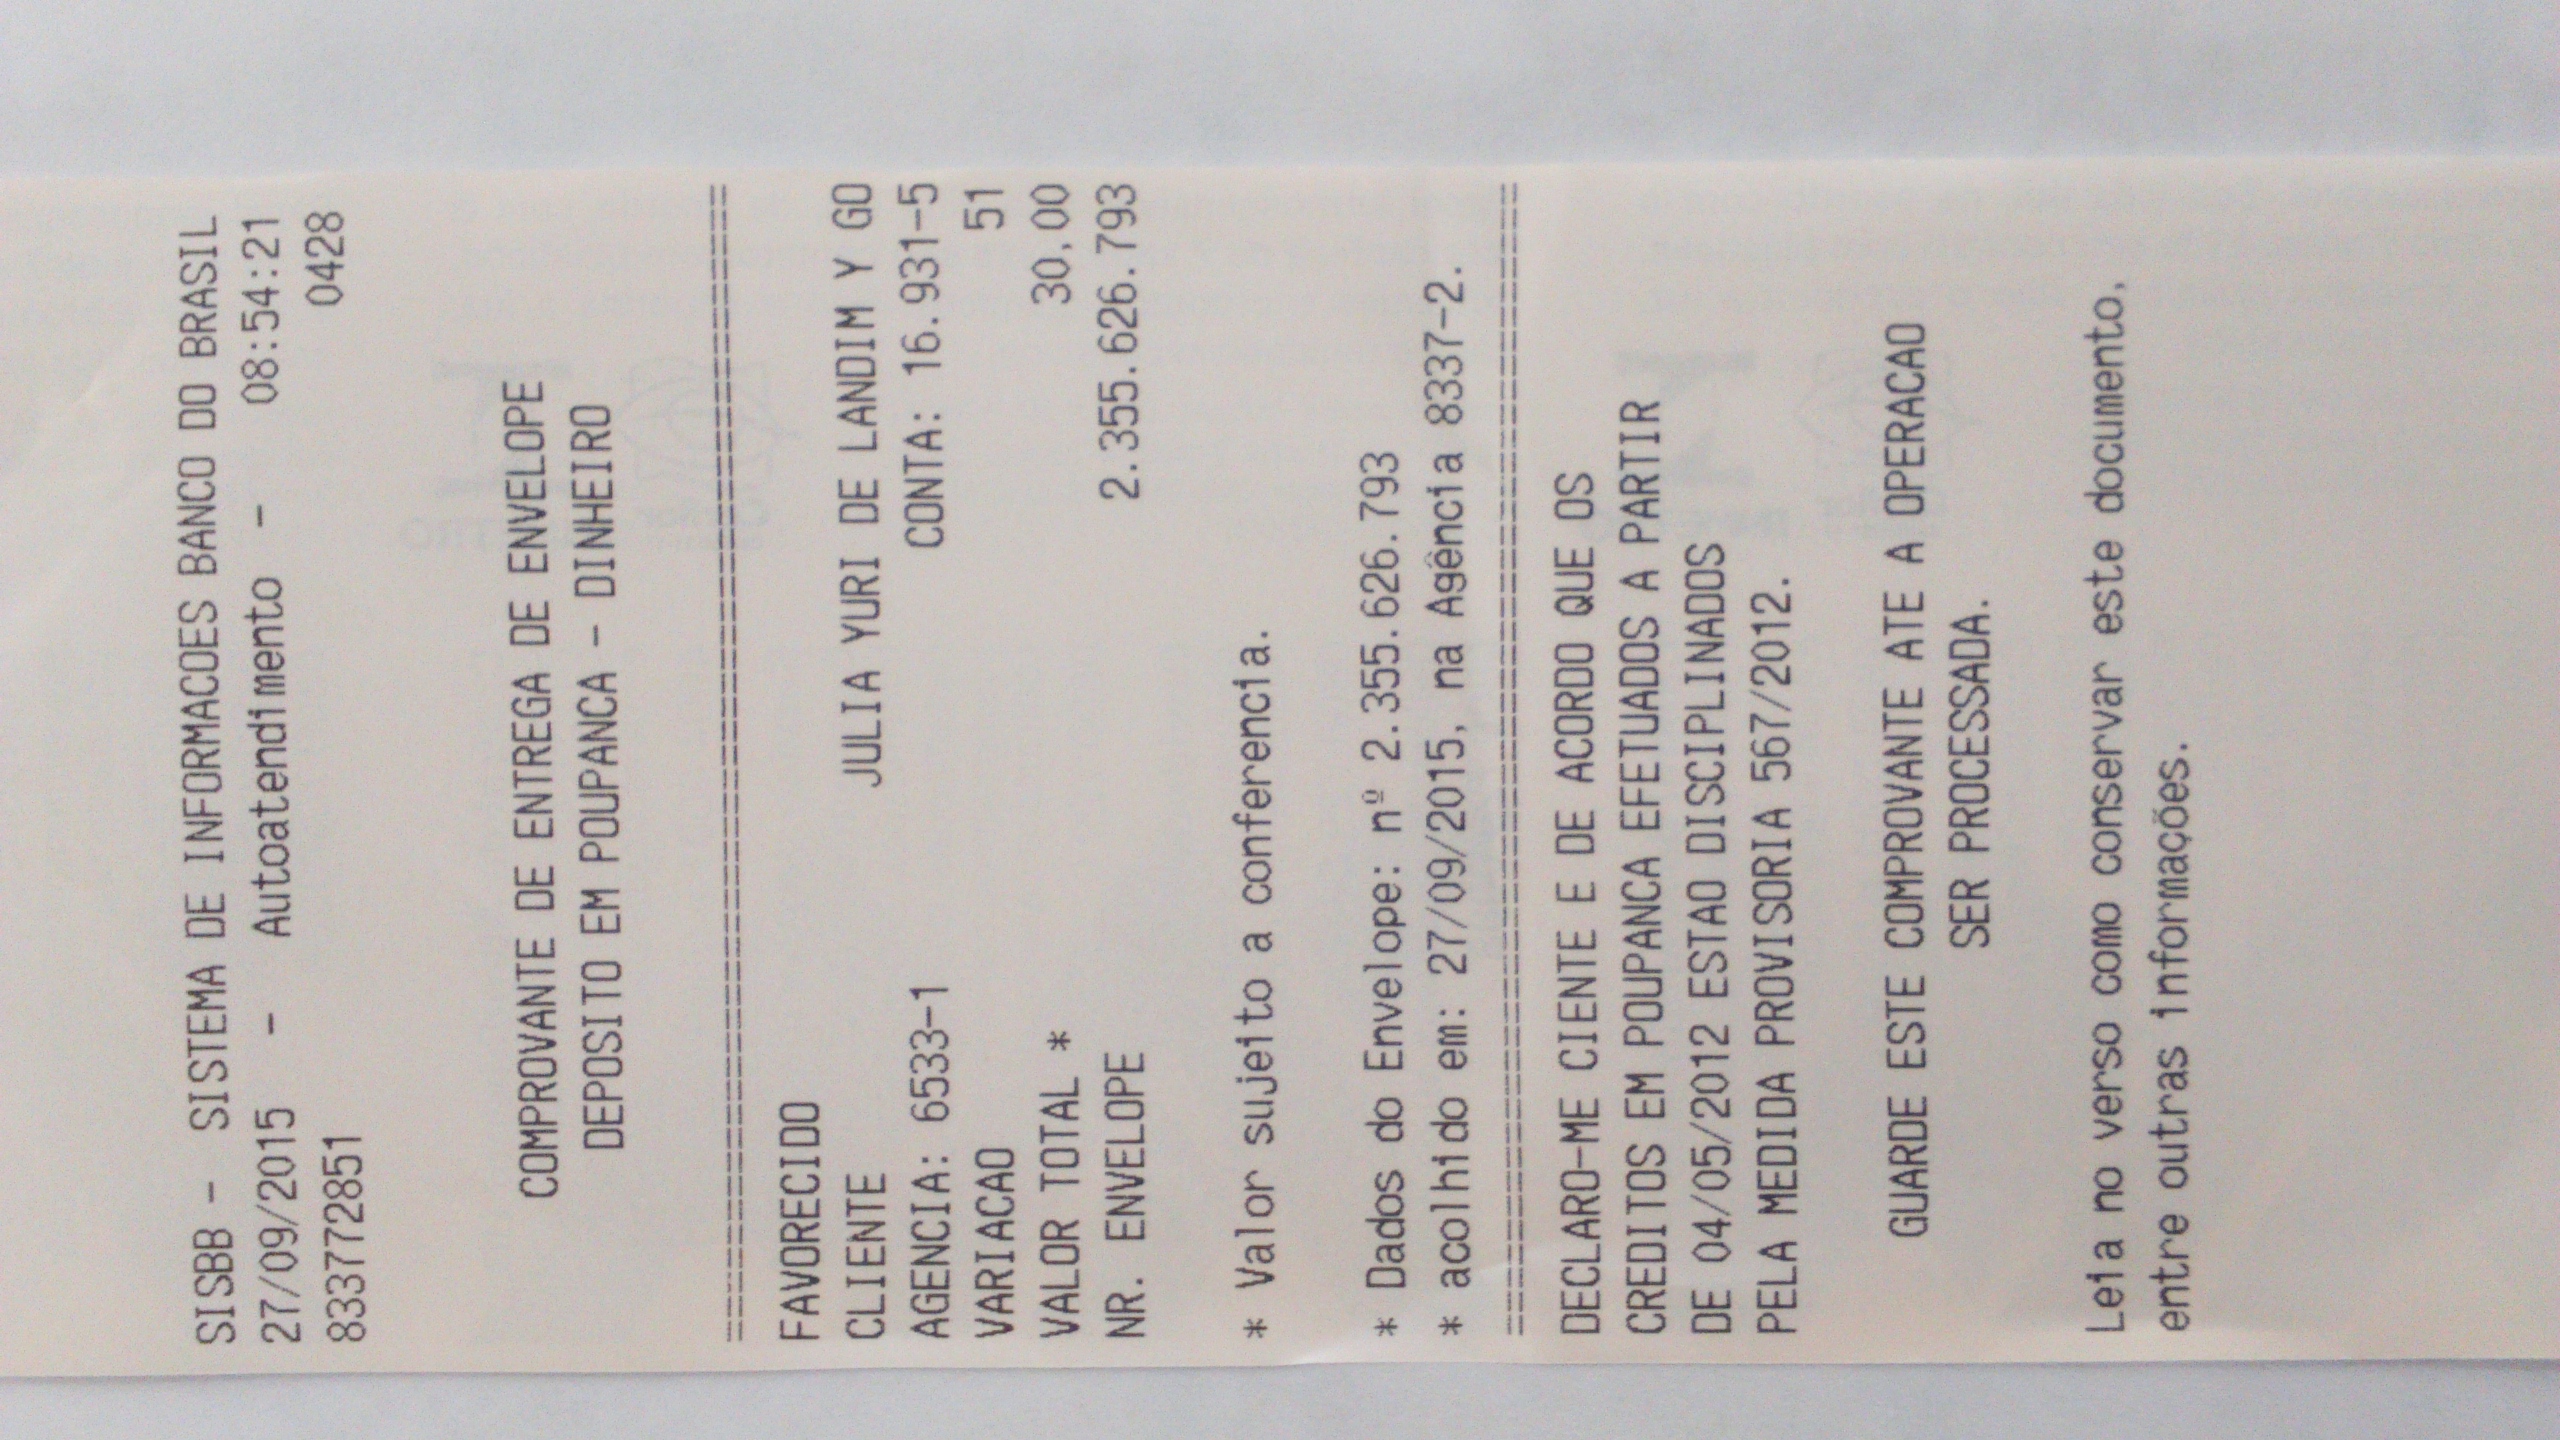 SISBB - SISTEMA DE INFORMACOES BANCO DO BRASIL
27/09/2015 - Autoatendimento - 08:54:21
833772851 0428
COMPROVANTE DE ENTREGA DE ENVELOPE
DEPOSITO EM POUPANCA - DINHEIRO
================================================
FAVORECIDO
CLIENTE JULIA YURI DE LANDIM Y GO
AGENCIA: 6533-1 CONTA: 16.931-5
VARIACAO 51
VALOR TOTAL * 30,00
NR. ENVELOPE 2.355.626.793
* Valor sujeito a conferencia.
* Dados do Envelope: nº 2.355.626.793
* acolhido em: 27/09/2015, na Agência 8337-2.
================================================
DECLARO-ME CIENTE E DE ACORDO QUE OS
CREDITOS EM POUPANCA EFETUADOS A PARTIR
DE 04/05/2012 ESTAO DISCIPLINADOS
PELA MEDIDA PROVISORIA 567/2012.
GUARDE ESTE COMPROVANTE ATE A OPERACAO
SER PROCESSADA.
Leia no verso como conservar este documento,
entre outras informações.